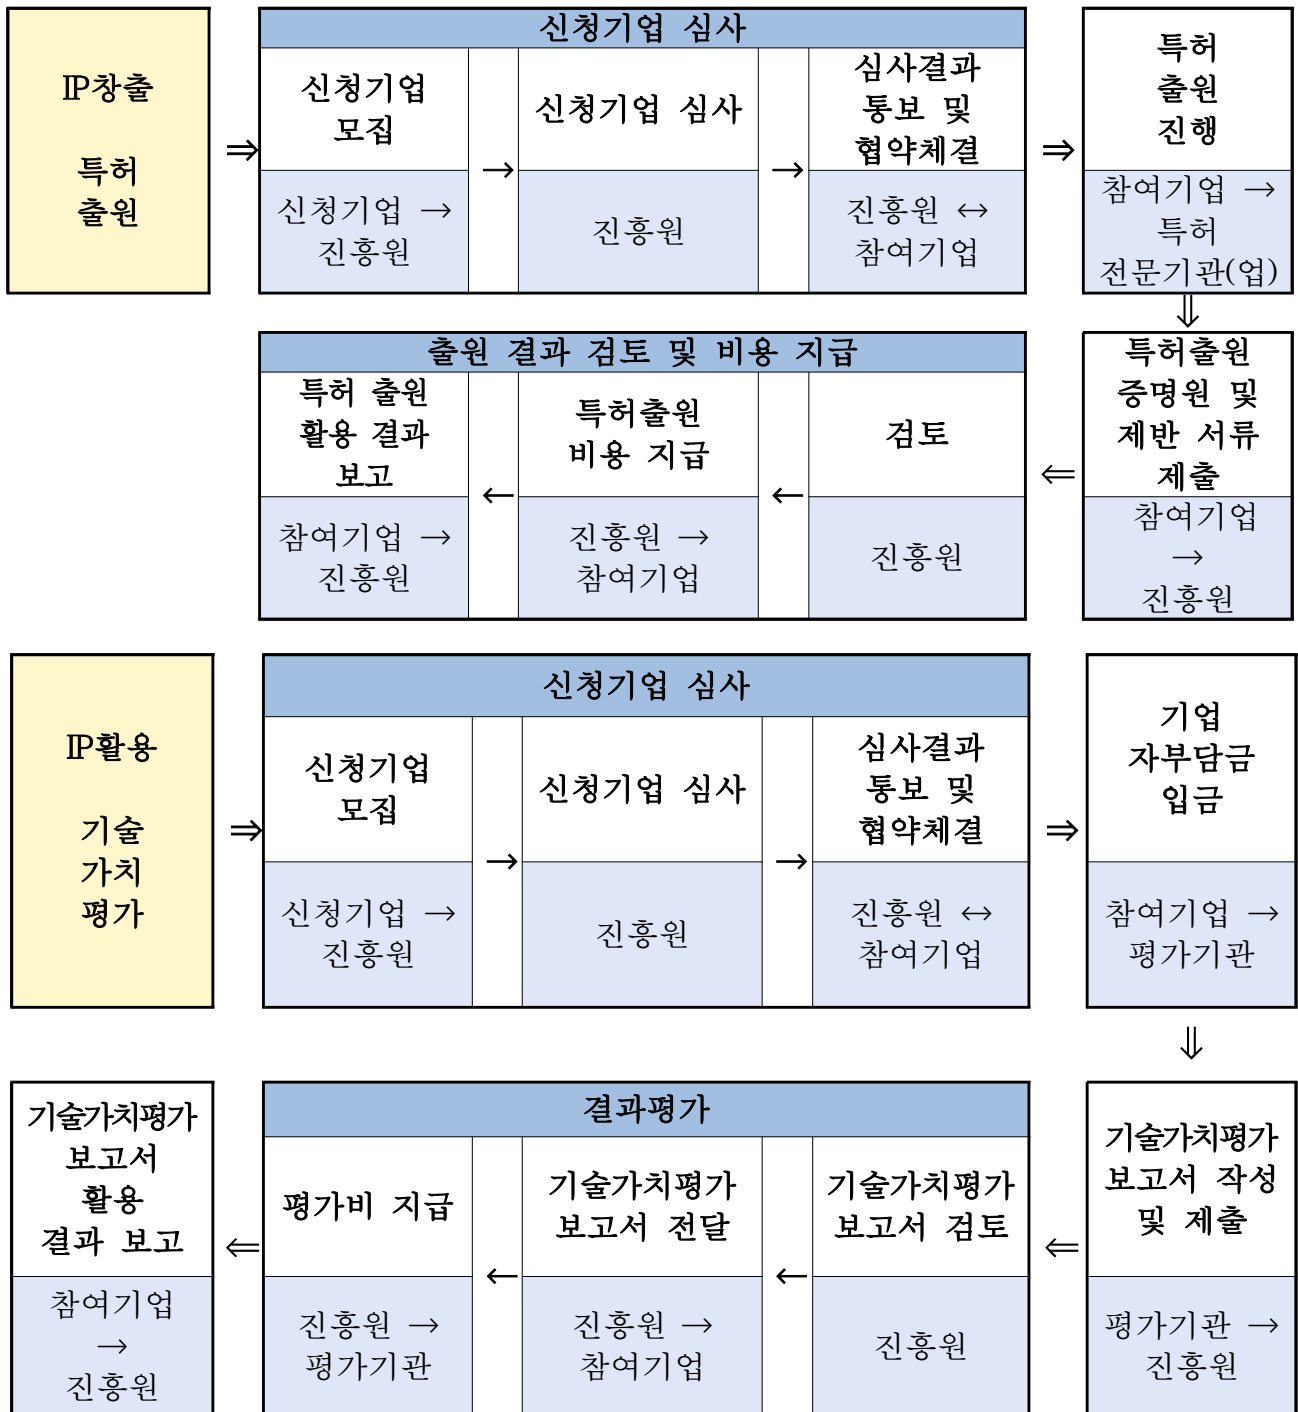 IP창출
특허
출원
⇒
신청기업 심사
신청기업
모집
신청기업 →
진흥원
→
신청기업 심사
진흥원
→
심사결과
통보 및
협약체결
진흥원 ↔
참여기업
⇒
특허
출원
진행
참여기업 →
특허
전문기관(업)
⇓
특허출원
증명원 및
제반 서류
제출
참여기업
→
진흥원
⇐
출원 결과 검토 및 비용 지급
검토
진흥원
←
특허출원
비용 지급
진흥원 →
참여기업
←
특허 출원
활용 결과
보고
참여기업 →
진흥원
IP활용
기술
가치
평가
⇒
신청기업 심사
신청기업
모집
신청기업 →
진흥원
→
신청기업 심사
진흥원
→
심사결과
통보 및
협약체결
진흥원 ↔
참여기업
⇒
기업
자부담금
입금
참여기업 →
평가기관
⇓
기술가치평가
보고서 작성
및 제출
평가기관 →
진흥원
⇐
결과평가
기술가치평가
보고서 검토
진흥원
←
기술가치평가
보고서 전달
진흥원 →
참여기업
←
평가비 지급
진흥원 →
평가기관
⇐
기술가치평가
보고서
활용
결과 보고
참여기업
→
진흥원